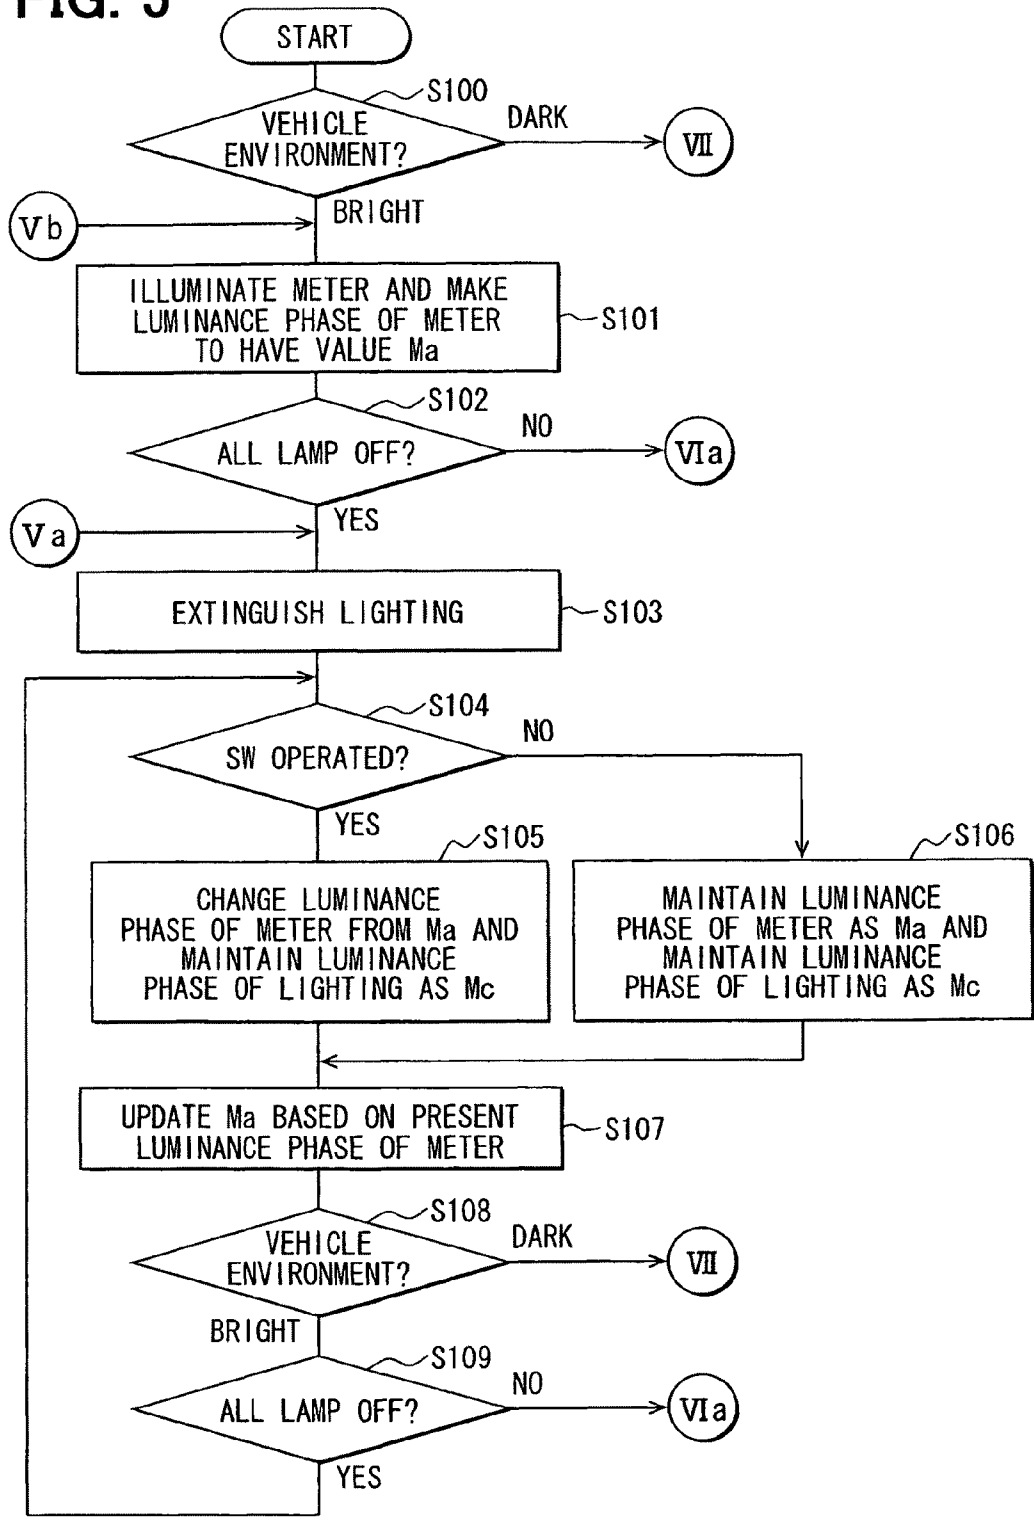 FIG. 5
START
S100
VEHICLE
ENVIRONMENT?
DARK
VII
BRIGHT
Vb
ILLUMINATE METER AND MAKE
LUMINANCE PHASE OF METER
TO HAVE VALUE Ma
S101
S102
ALL LAMP OFF?
NO
VIa
YES
Va
EXTINGUISH LIGHTING
S103
S104
SW OPERATED?
NO
YES
S105
CHANGE LUMINANCE
PHASE OF METER FROM Ma AND
MAINTAIN LUMINANCE
PHASE OF LIGHTING AS Mc
S106
MAINTAIN LUMINANCE
PHASE OF METER AS Ma AND
MAINTAIN LUMINANCE
PHASE OF LIGHTING AS Mc
UPDATE Ma BASED ON PRESENT
LUMINANCE PHASE OF METER
S107
S108
VEHICLE
ENVIRONMENT?
DARK
VII
BRIGHT
S109
ALL LAMP OFF?
NO
VIa
YES